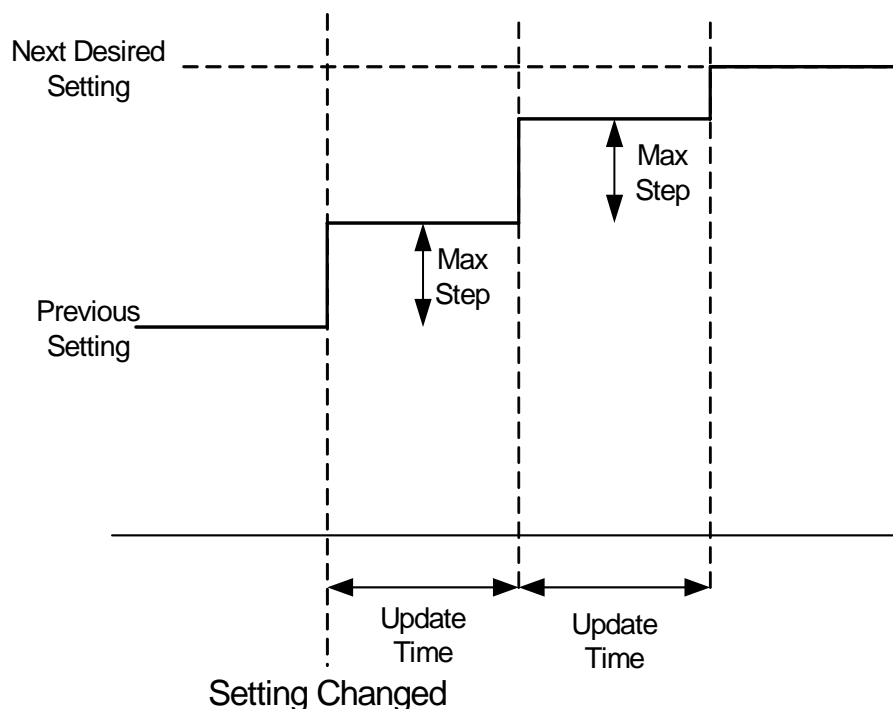 Next Desired
Setting
Max
Step
Max
Step
Previous
Setting
Update
Time
Update
Time
Setting Changed